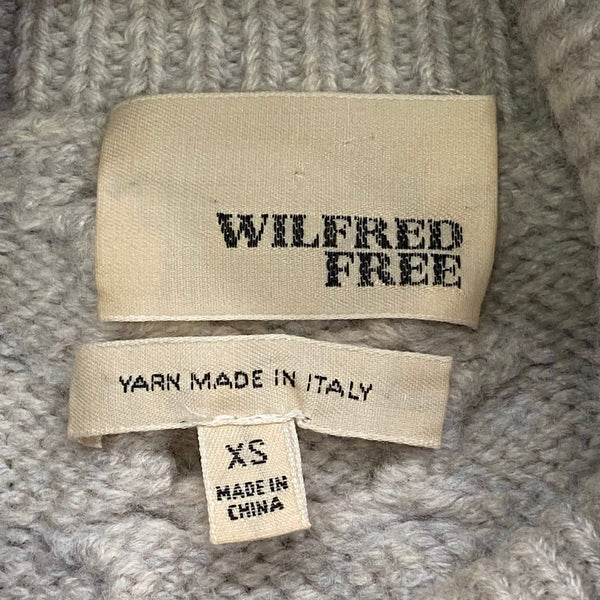 WILFRED
FREE
YARN MADE IN ITALY
XS
MADE IN
CHINA